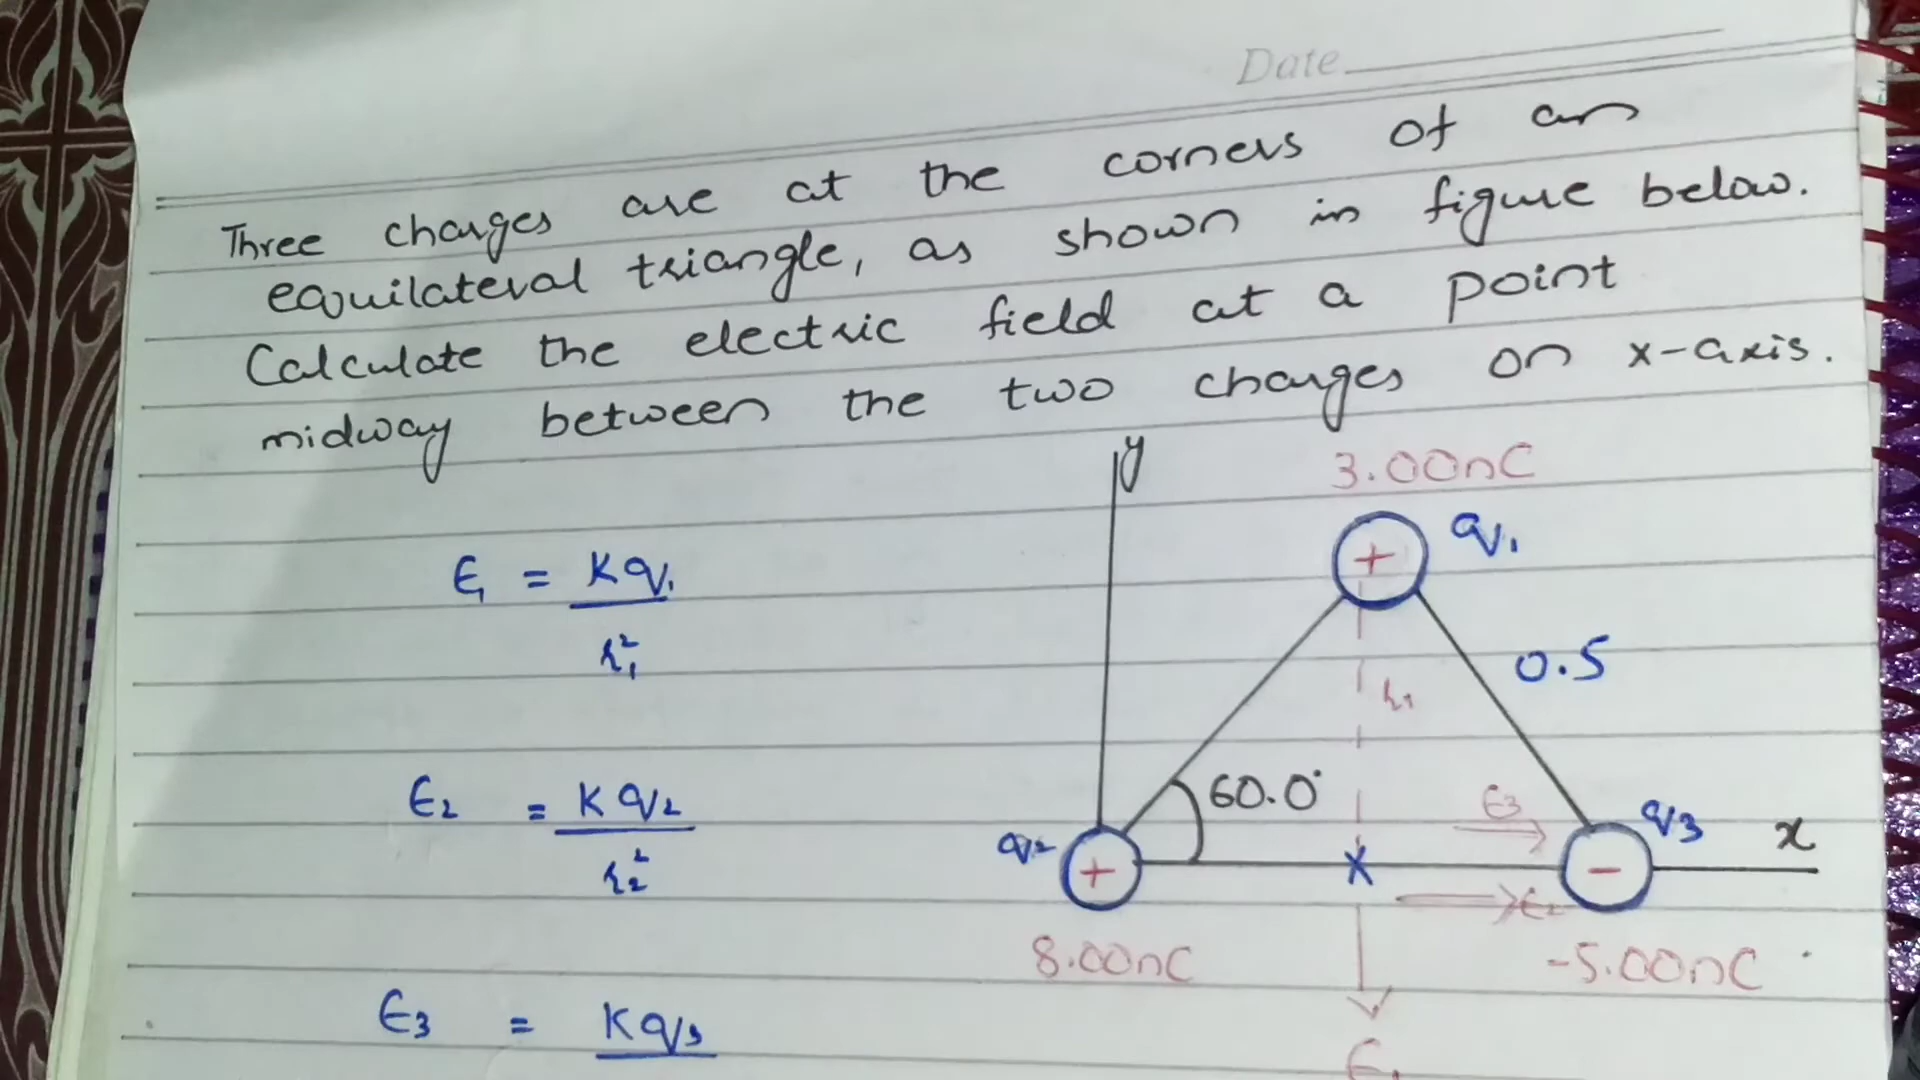 Date
Three charges are at the corners of an
equilateral triangle, as shown in figure below.
Calculate the electric field at a point
midway between the two charges on x-axis.
y
3.00nC
+
q₁
E₁ = Kq₁
r₁²
0.5
r₁
60.0°
E₂ = Kq₂
r₂²
E₃
q₃
x
q₂
+
x
-
E₂
8.00nC
-5.00nC
E₃ = Kq₃
E₁